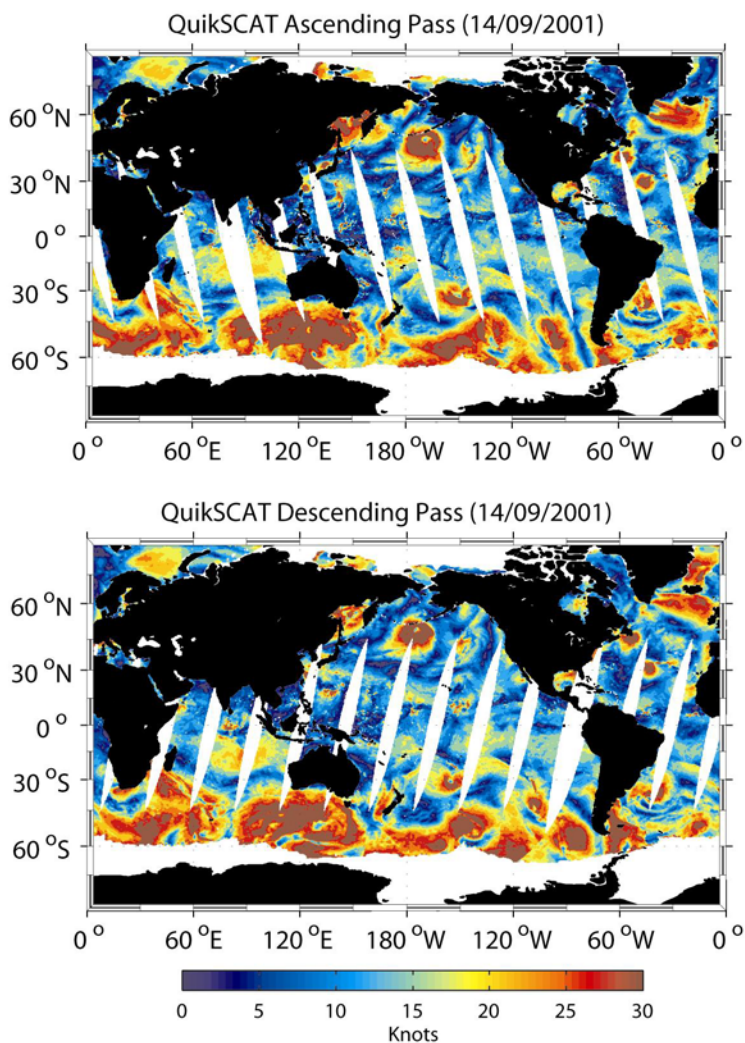 QuikSCAT Ascending Pass (14/09/2001)
60 °N
30 °N
0 °
30 °S
60 °S
0 ° 60 °E 120 °E 180 °W 120 °W 60 °W 0 °
QuikSCAT Descending Pass (14/09/2001)
60 °N
30 °N
0 °
30 °S
60 °S
0 ° 60 °E 120 °E 180 °W 120 °W 60 °W 0 °
0 5 10 15 20 25 30
Knots